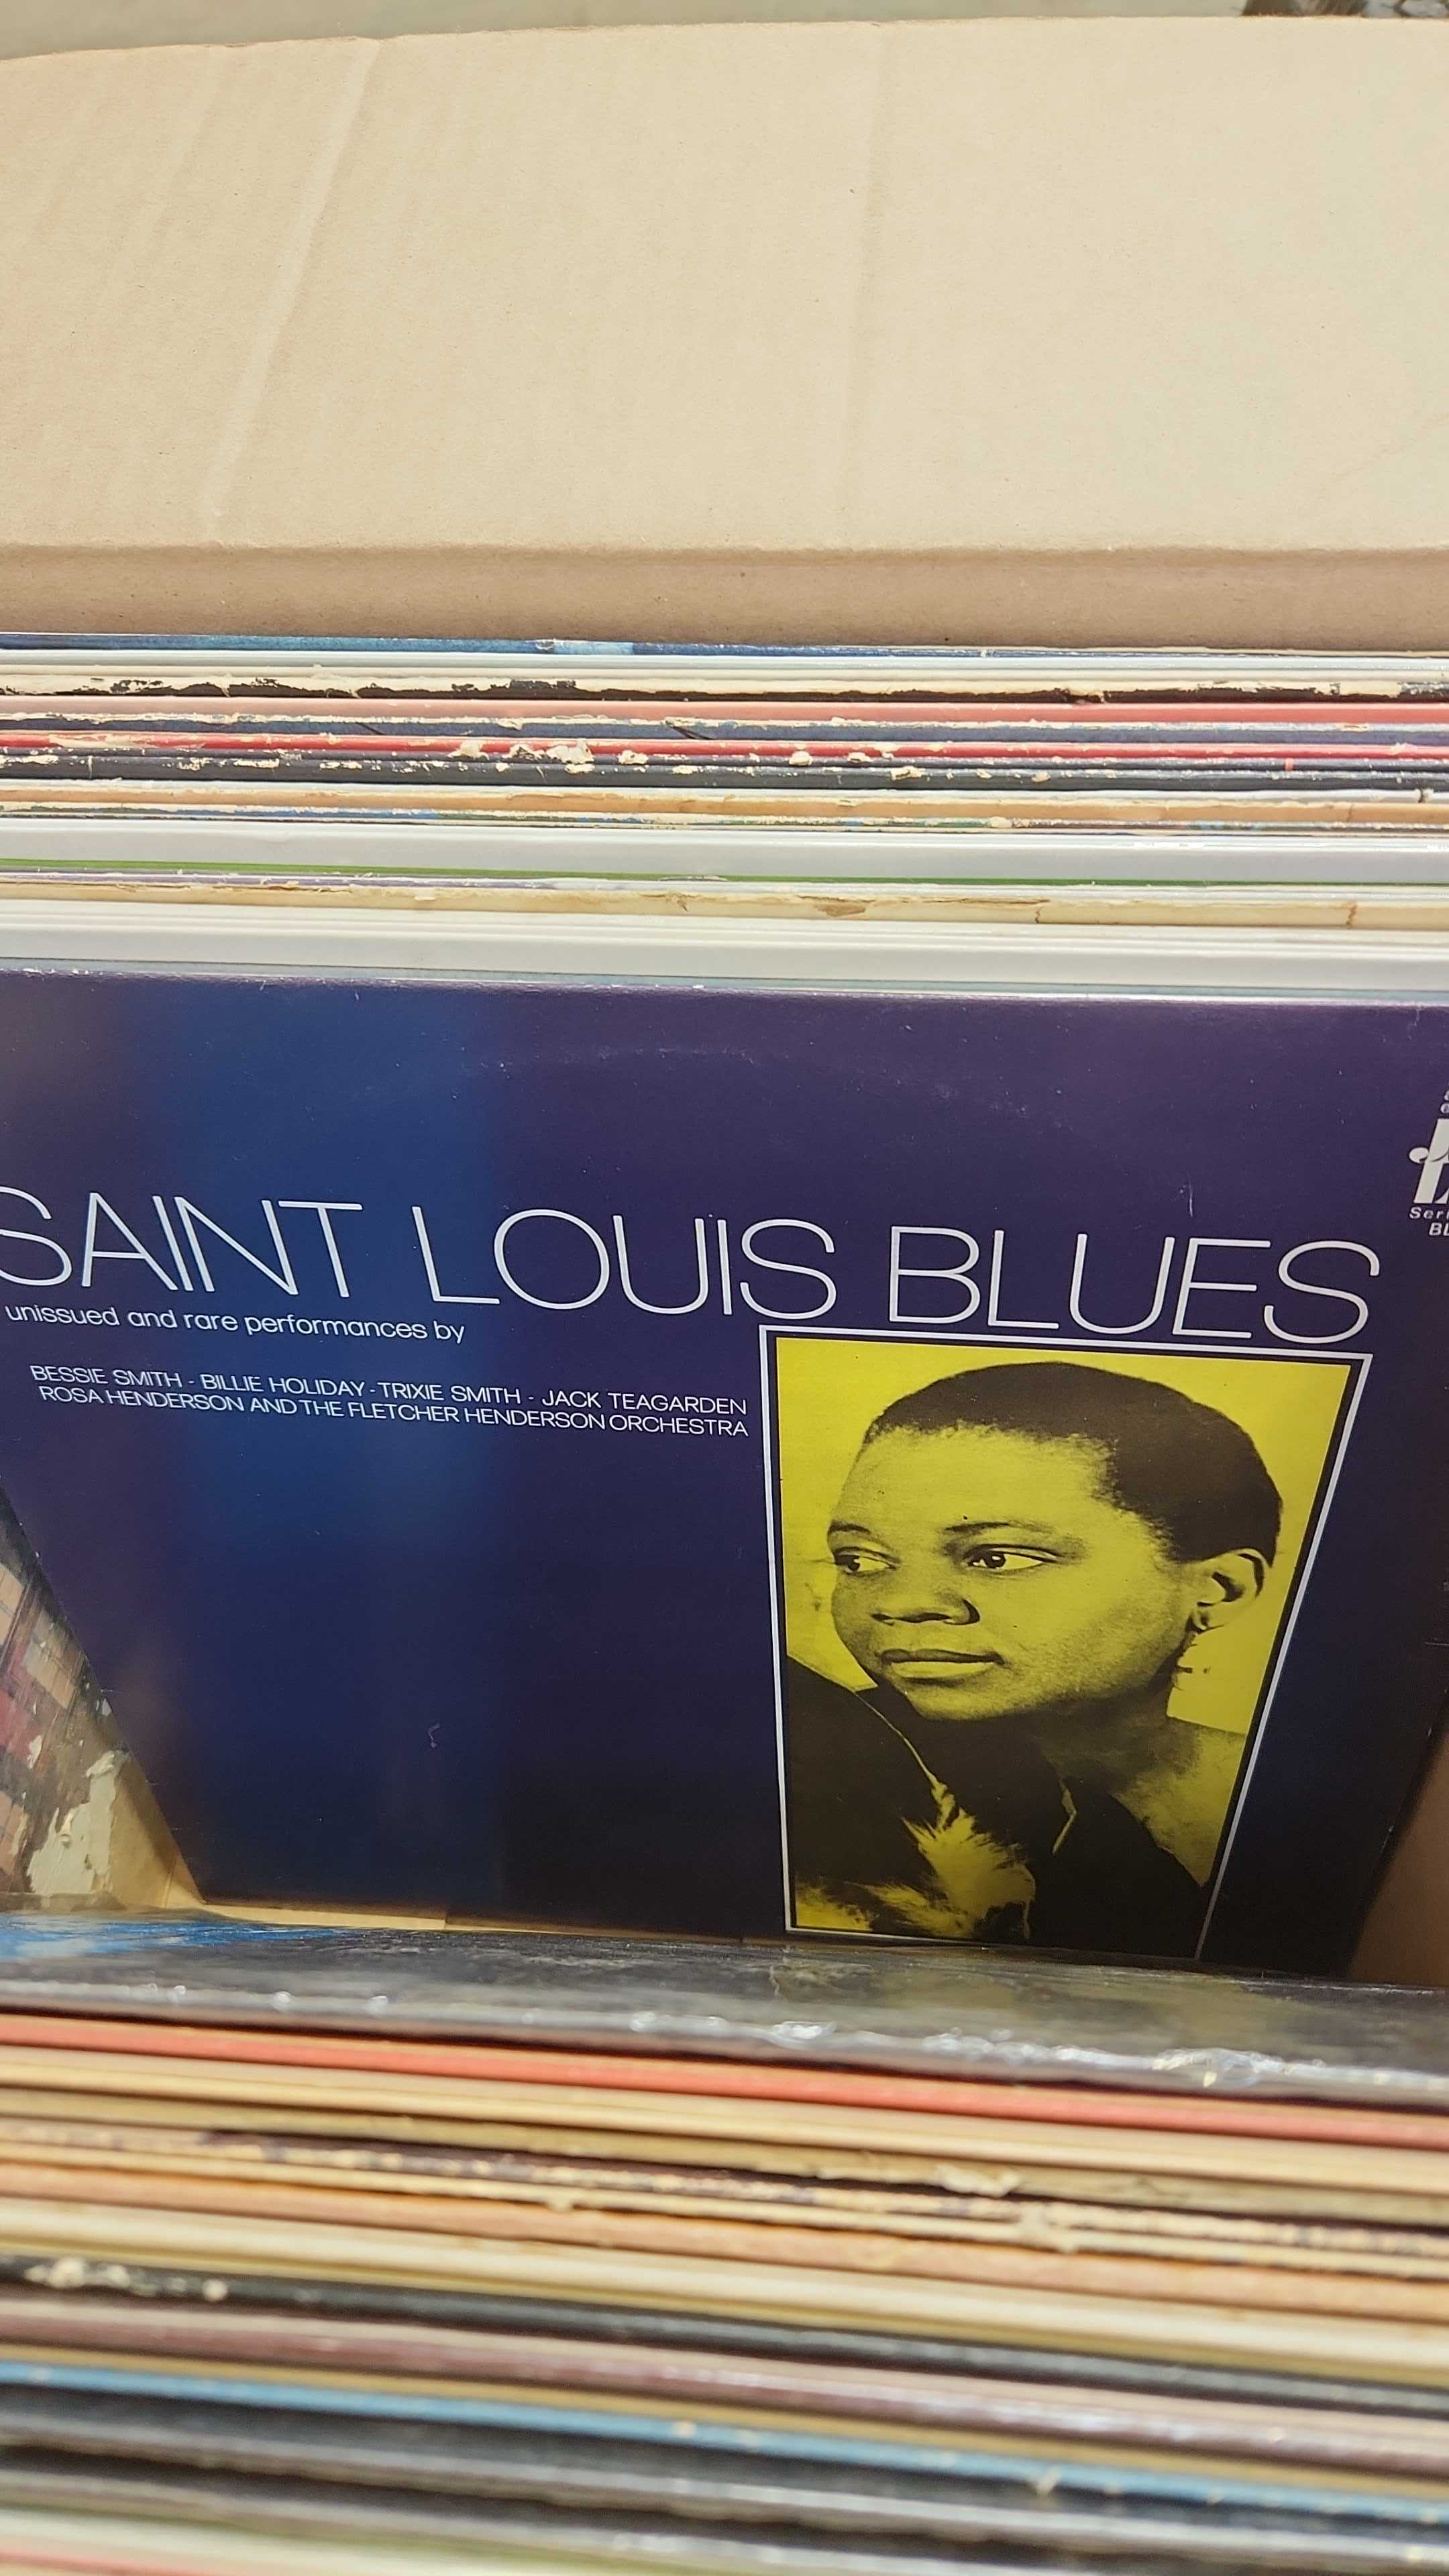 SAINT LOUIS BLUES
unissued and rare performances by
BESSIE SMITH - BILLIE HOLIDAY - TRIXIE SMITH - JACK TEAGARDEN
ROSA HENDERSON AND THE FLETCHER HENDERSON ORCHESTRA